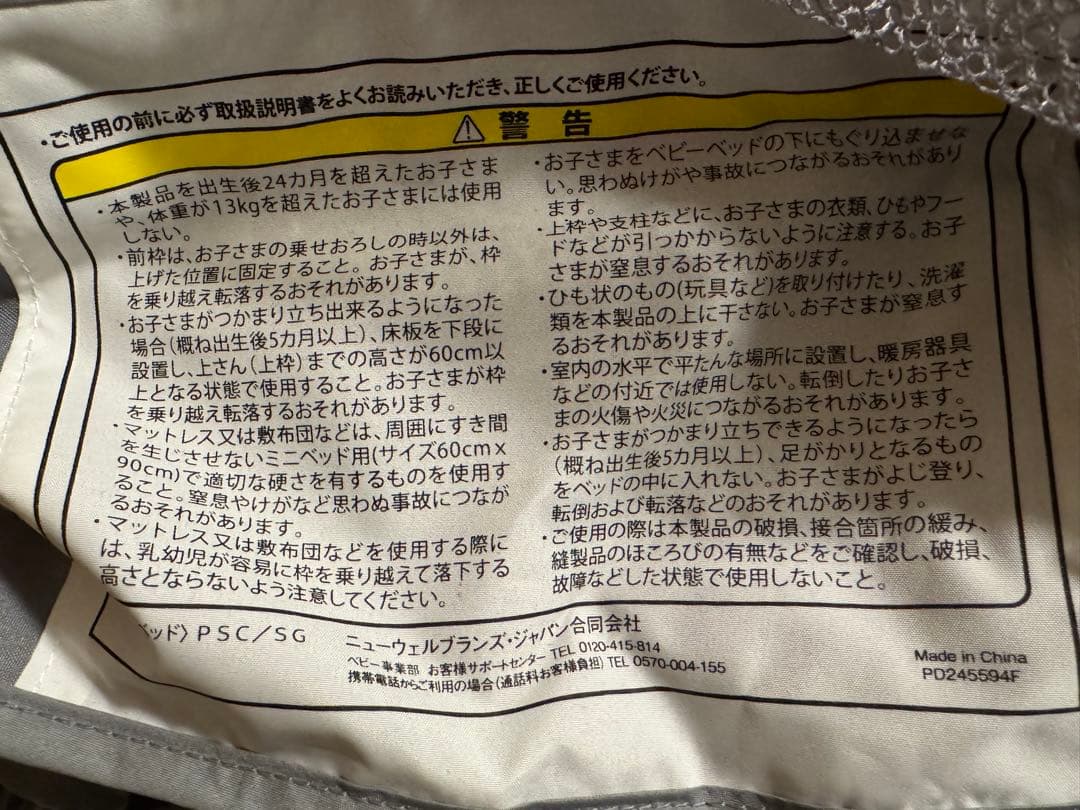 ・ご使用の前に必ず取扱説明書をよくお読みいただき、正しくご使用ください。
⚠ 警告
・本製品を出生後24カ月を超えたお子さま
や、体重が13kgを超えたお子さまには使用
しない。
・前枠は、お子さまの乗せおろしの時以外は、
上げた位置に固定すること。お子さまが、枠
を乗り越え転落するおそれがあります。
・お子さまがつかまり立ち出来るようになった
場合(概ね出生後5カ月以上)、床板を下段に
設置し、上さん(上枠)までの高さが60cm以
上となる状態で使用すること。お子さまが枠
を乗り越え転落するおそれがあります。
・マットレス又は敷布団などは、周囲にすき間
を生じさせないミニベッド用(サイズ60cmx
90cm)で適切な硬さを有するものを使用す
ること。窒息やけがなど思わぬ事故につなが
るおそれがあります。
・マットレス又は敷布団などを使用する際に
は、乳幼児が容易に枠を乗り越えて落下する
高さとならないよう注意してください。
・お子さまをベビーベッドの下にもぐり込ませな
い。思わぬけがや事故につながるおそれがあり
ます。
・上枠や支柱などに、お子さまの衣類、ひもやフー
ドなどが引っかからないように注意する。お子
さまが窒息するおそれがあります。
・ひも状のもの(玩具など)を取り付けたり、洗濯
類を本製品の上に干さない。お子さまが窒息す
るおそれがあります。
・室内の水平で平たんな場所に設置し、暖房器具
などの付近では使用しない。転倒したりお子さ
まの火傷や火災につながるおそれがあります。
・お子さまがつかまり立ちできるようになったら
(概ね出生後5カ月以上)、足がかりとなるもの
をベッドの中に入れない。お子さまがよじ登り、
転倒および転落などのおそれがあります。
・ご使用の際は本製品の破損、接合箇所の緩み、
縫製品のほころびの有無などをご確認し、破損、
故障などした状態で使用しないこと。
ベッド〉PSC/SG
ニューウェルブランズ・ジャパン合同会社
ベビー事業部 お客様サポートセンター TEL 0120-415-814
携帯電話からご利用の場合(通話料お客様負担) TEL 0570-004-155
Made in China
PD245594F